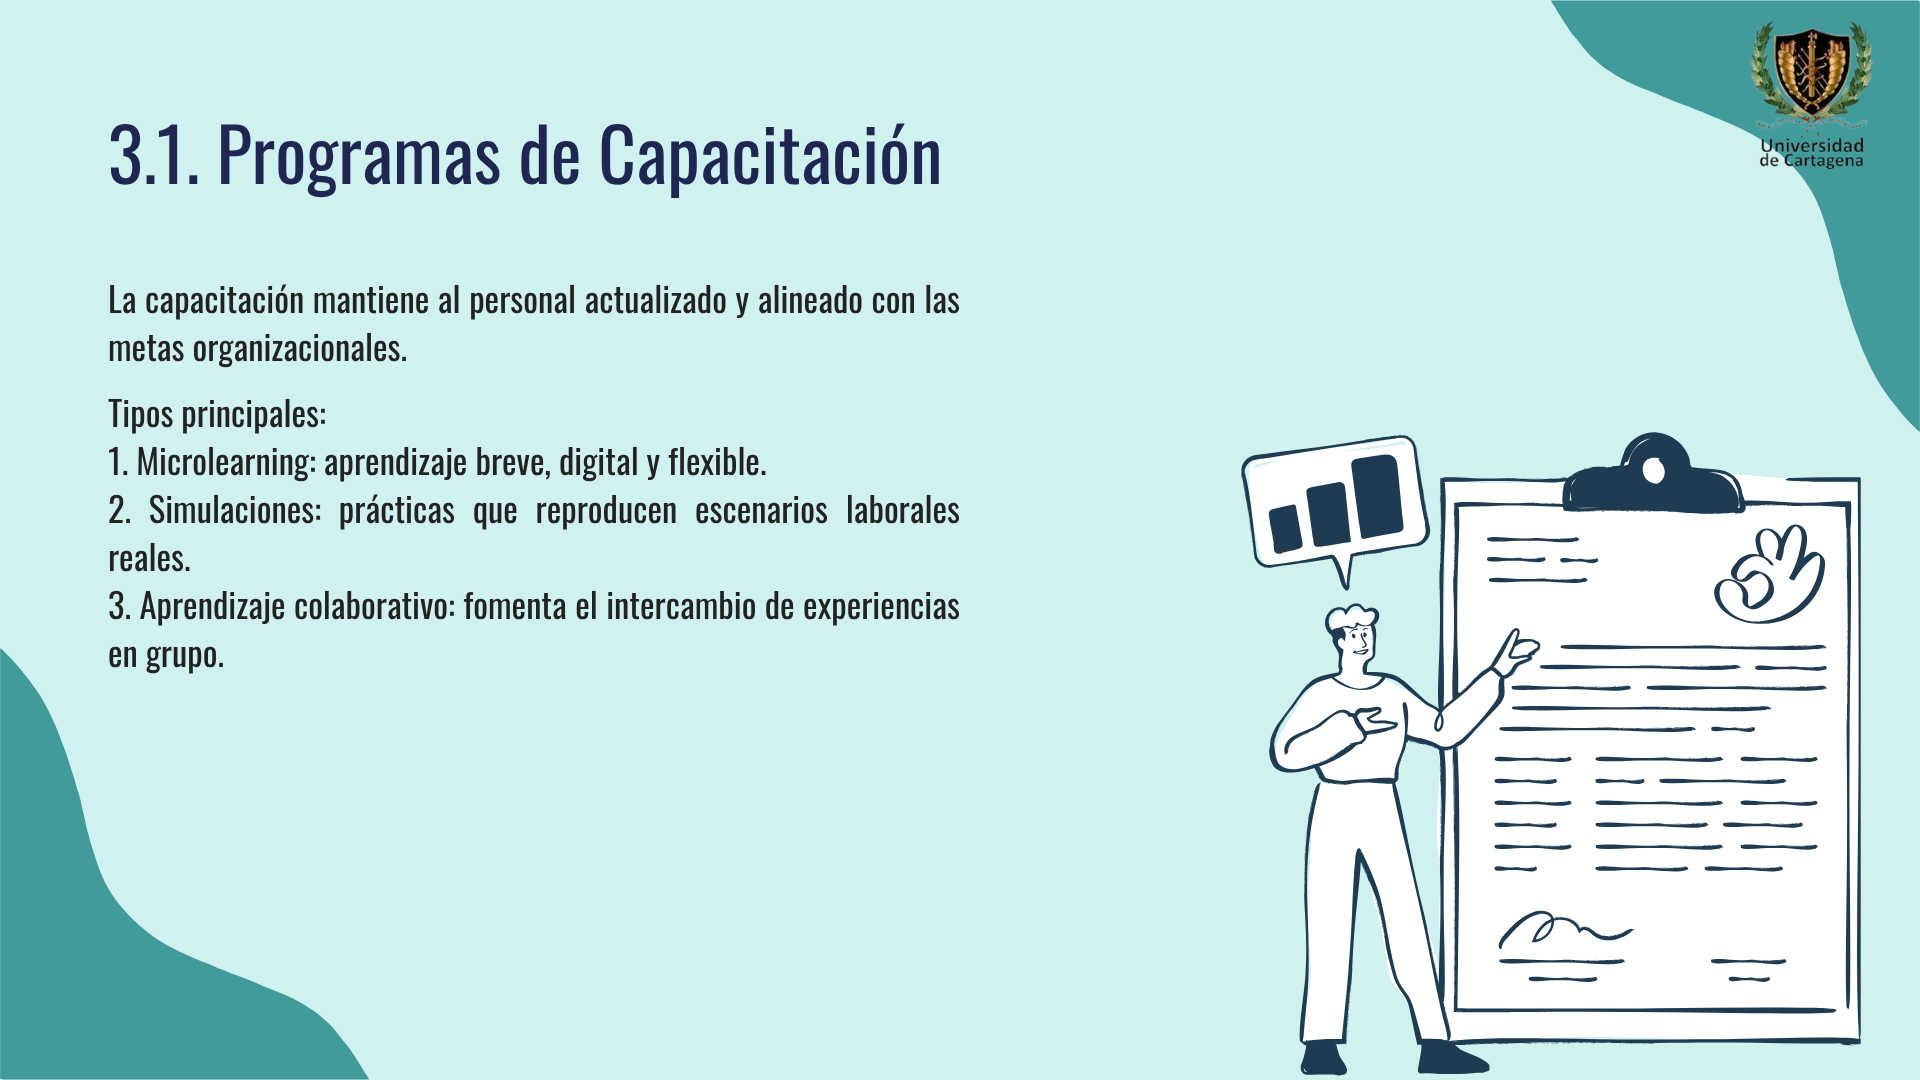 Universidad
de Cartagena
3.1. Programas de Capacitación
La capacitación mantiene al personal actualizado y alineado con las
metas organizacionales.
Tipos principales:
1. Microlearning: aprendizaje breve, digital y flexible.
2. Simulaciones: prácticas que reproducen escenarios laborales
reales.
3. Aprendizaje colaborativo: fomenta el intercambio de experiencias
en grupo.